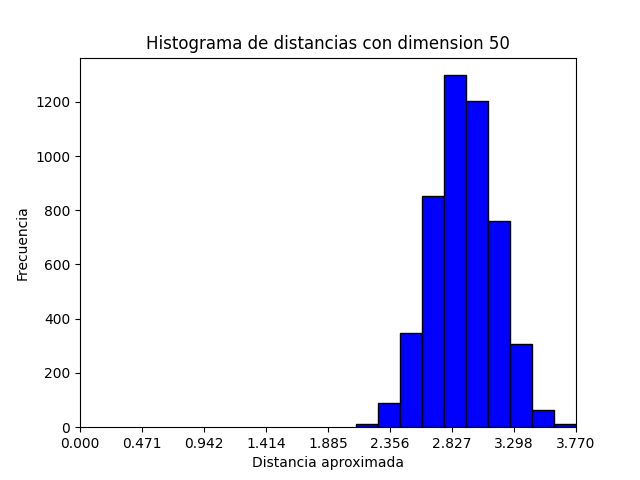 Histograma de distancias con dimension 50
Frecuencia
1200
1000
800
600
400
200
0
0.000 0.471 0.942 1.414 1.885 2.356 2.827 3.298 3.770
Distancia aproximada